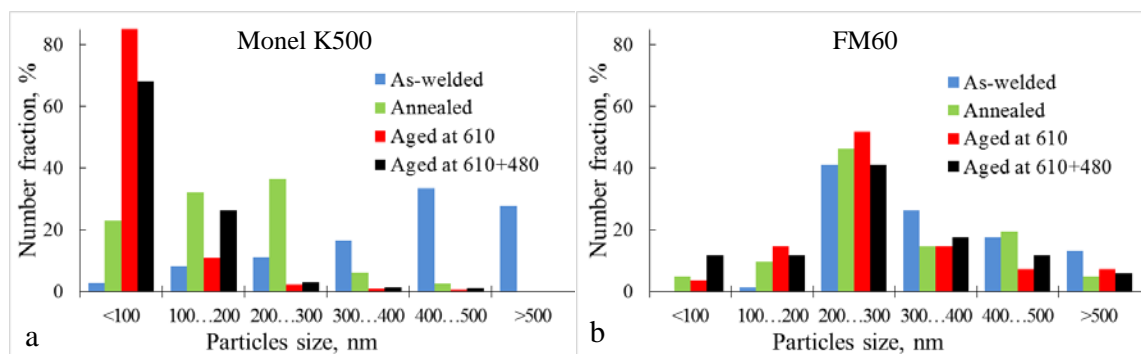 Monel K500
80
60
40
20
0
Number fraction, %
As-welded
Annealed
Aged at 610
Aged at 610+480
<100 100…200 200…300 300…400 400…500 >500
Particles size, nm
a
FM60
80
60
40
20
0
Number fraction, %
As-welded
Annealed
Aged at 610
Aged at 610+480
<100 100…200 200…300 300…400 400…500 >500
Particles size, nm
b